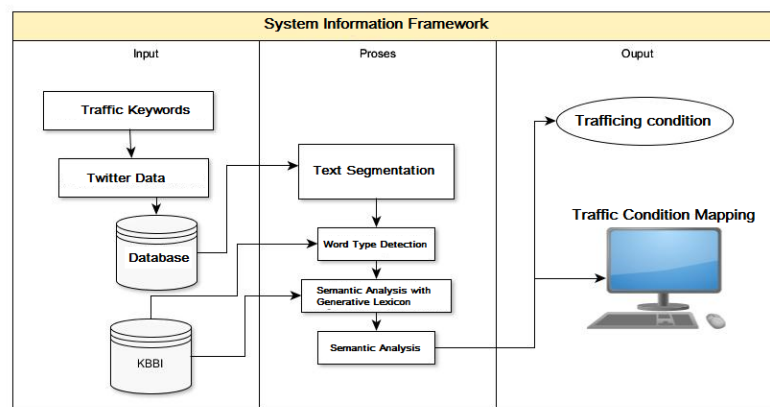 System Information Framework
Input
Proses
Ouput
Traffic Keywords
Twitter Data
Database
KBBI
Text Segmentation
Word Type Detection
Semantic Analysis with
Generative Lexicon
Semantic Analysis
Trafficing condition
Traffic Condition Mapping